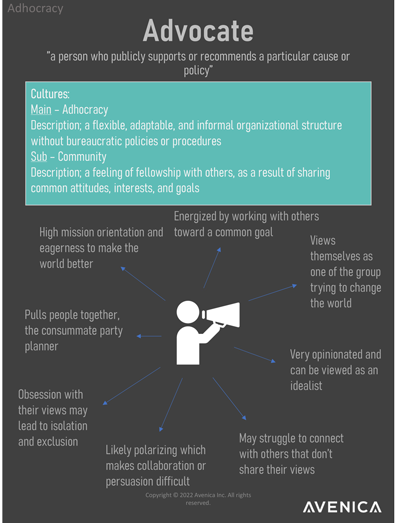 Adhocracy
Advocate
"a person who publicly supports or recommends a particular cause or
policy"
Cultures:
Main – Adhocracy
Description; a flexible, adaptable, and informal organizational structure
without bureaucratic policies or procedures
Sub – Community
Description; a feeling of fellowship with others, as a result of sharing
common attitudes, interests, and goals
Energized by working with others
toward a common goal
High mission orientation and
eagerness to make the
world better
Views
themselves as
one of the group
trying to change
the world
Pulls people together,
the consummate party
planner
Very opinionated and
can be viewed as an
idealist
Obsession with
their views may
lead to isolation
and exclusion
Likely polarizing which
makes collaboration or
persuasion difficult
May struggle to connect
with others that don't
share their views
Copyright © 2022 Avenica Inc. All rights
reserved.
AVENICA